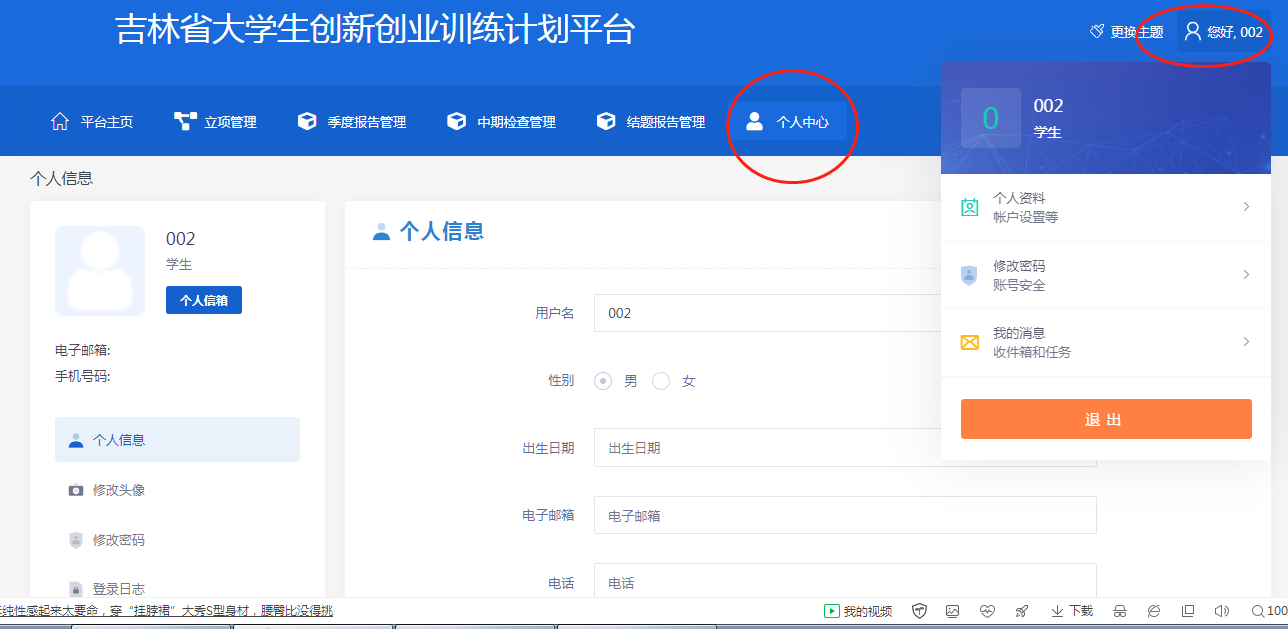 吉林省大学生创新创业训练计划平台
更换主题
您好, 002
平台主页
立项管理
季度报告管理
中期检查管理
结题报告管理
个人中心
0
002
学生
个人资料
帐户设置等
修改密码
账号安全
我的消息
收件箱和任务
退 出
个人信息
002
学生
个人信箱
电子邮箱:
手机号码:
个人信息
修改头像
修改密码
登录日志
个人信息
用户名
002
性别
男
女
出生日期
出生日期
电子邮箱
电子邮箱
电话
电话
纯性感起来太要命，穿“挂脖裙”大秀S型身材，腰臀比没得挑
我的视频
下载
100